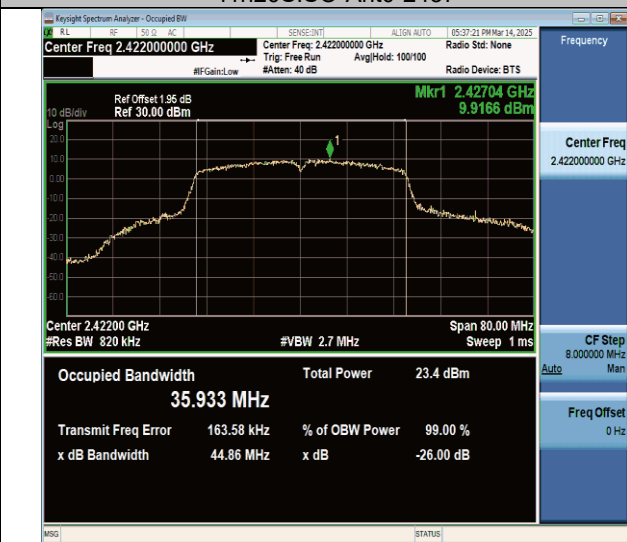 Keysight Spectrum Analyzer - Occupied BW
RL RF 50 Ω AC SENSE:INT ALIGN AUTO 05:37:21 PM Mar 14, 2025
Center Freq 2.422000000 GHz
Center Freq: 2.422000000 GHz Radio Std: None
Trig: Free Run Avg|Hold: 100/100
#IFGain:Low #Atten: 40 dB Radio Device: BTS
Frequency
Mkr1 2.42704 GHz
9.9166 dBm
Ref Offset 1.95 dB
10 dB/div Ref 30.00 dBm
Log
20.0
10.0
0.00
-10.0
-20.0
-30.0
-40.0
-50.0
-60.0
1
Center Freq
2.422000000 GHz
Center 2.42200 GHz Span 80.00 MHz
#Res BW 820 kHz #VBW 2.7 MHz Sweep 1 ms
CF Step
8.000000 MHz
Auto Man
Occupied Bandwidth Total Power 23.4 dBm
35.933 MHz
Transmit Freq Error 163.58 kHz % of OBW Power 99.00 %
x dB Bandwidth 44.86 MHz x dB -26.00 dB
Freq Offset
0 Hz
MSG STATUS